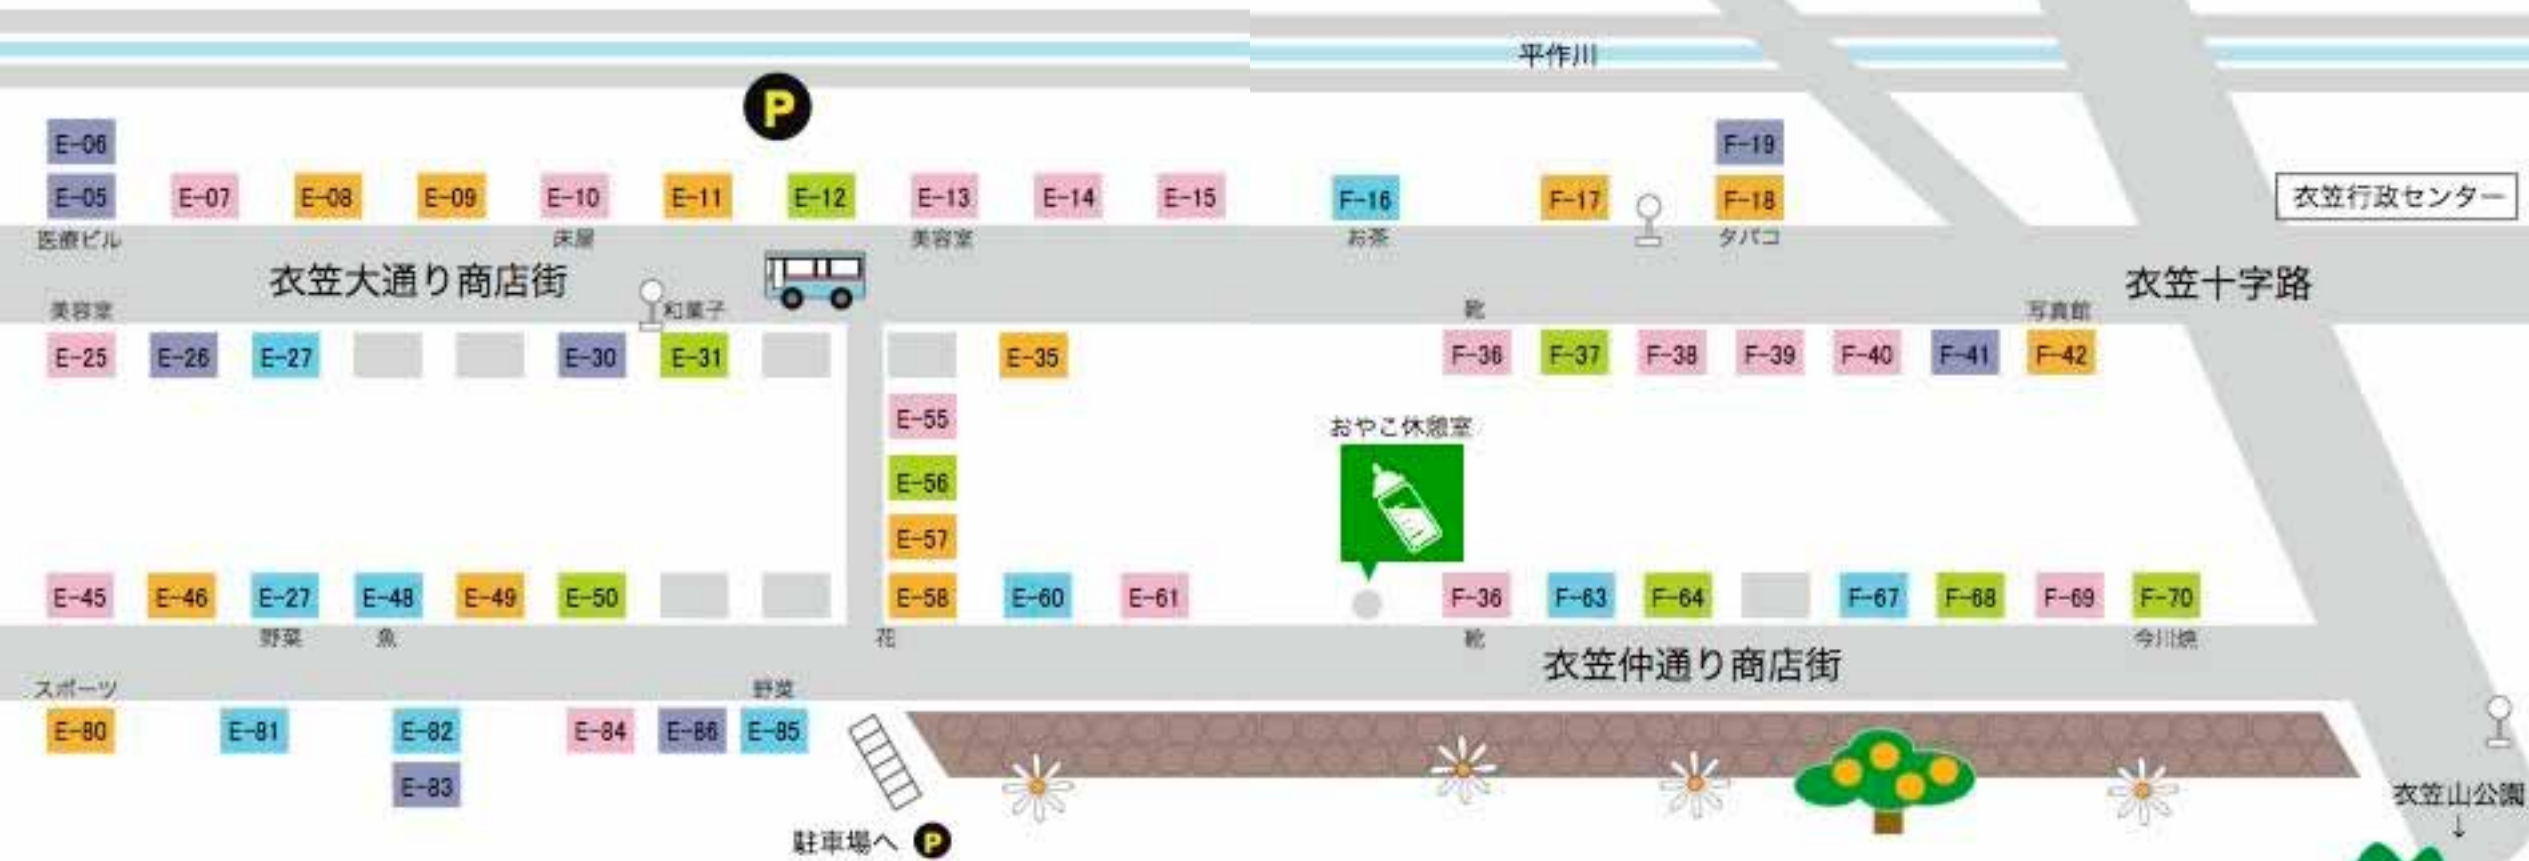 平作川
P
E-06
F-19
E-05
E-07
E-08
E-09
E-10
E-11
E-12
E-13
E-14
E-15
F-16
F-17
F-18
衣笠行政センター
医療ビル
床屋
美容室
お茶
タバコ
衣笠大通り商店街
衣笠十字路
美容室
和菓子
靴
写真館
E-25
E-26
E-27
E-30
E-31
E-35
F-36
F-37
F-38
F-39
F-40
F-41
F-42
E-55
おやこ休憩室
E-56
E-57
E-45
E-46
E-27
E-48
E-49
E-50
E-58
E-60
E-61
F-36
F-63
F-64
F-67
F-68
F-69
F-70
野菜
魚
花
靴
今川焼
衣笠仲通り商店街
スポーツ
野菜
E-80
E-81
E-82
E-84
E-86
E-85
E-83
衣笠山公園
↓
駐車場へ P